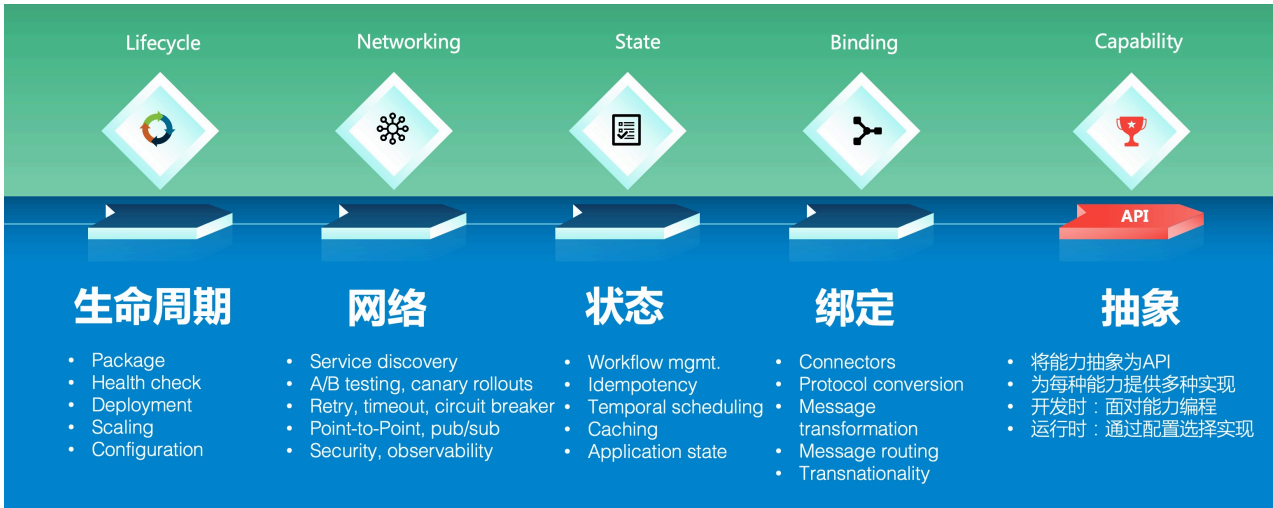 Lifecycle
Networking
State
Binding
Capability
API
生命周期
网络
状态
绑定
抽象
• Package
• Health check
• Deployment
• Scaling
• Configuration
• Service discovery
• A/B testing, canary rollouts
• Retry, timeout, circuit breaker
• Point-to-Point, pub/sub
• Security, observability
• Workflow mgmt.
• Idempotency
• Temporal scheduling
• Caching
• Application state
• Connectors
• Protocol conversion
• Message
transformation
• Message routing
• Transnationality
• 将能力抽象为API
• 为每种能力提供多种实现
• 开发时：面对能力编程
• 运行时：通过配置选择实现